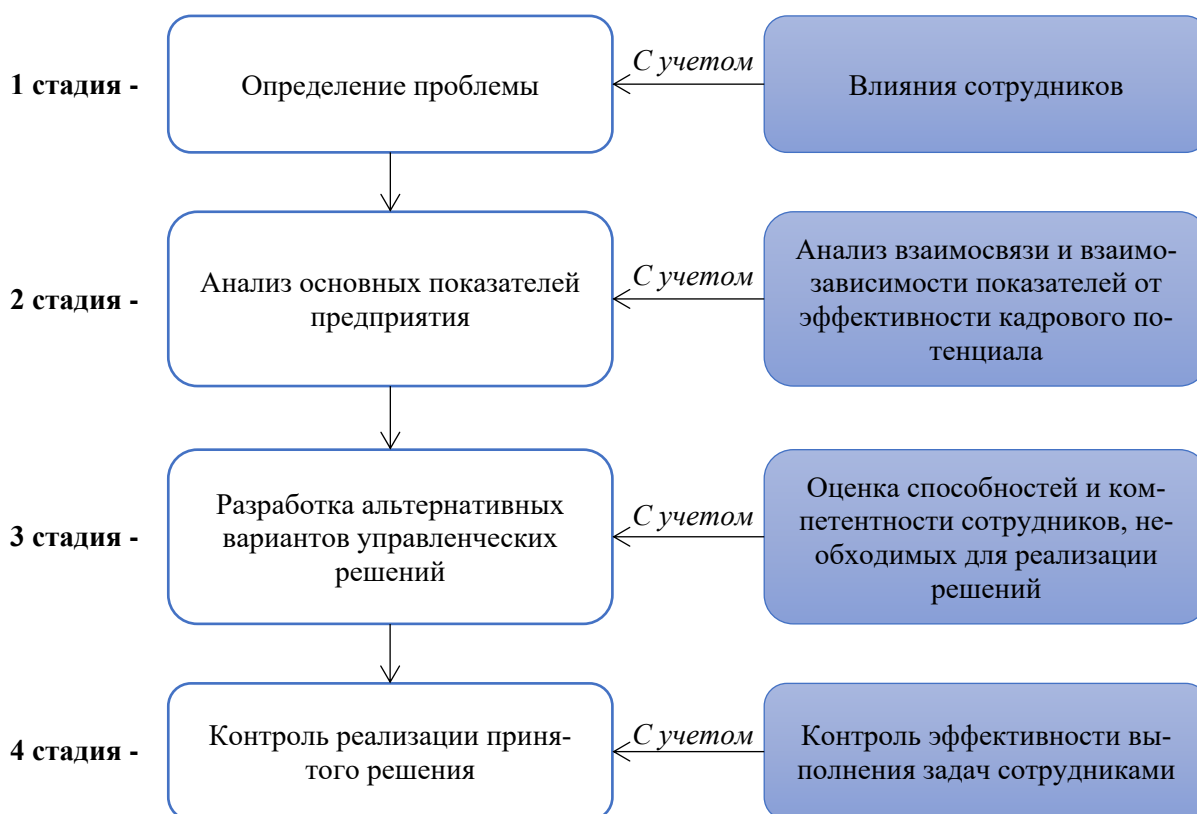 1 стадия -
Определение проблемы
С учетом
Влияния сотрудников
2 стадия -
Анализ основных показателей
предприятия
С учетом
Анализ взаимосвязи и взаимо-
зависимости показателей от
эффективности кадрового по-
тенциала
3 стадия -
Разработка альтернативных
вариантов управленческих
решений
С учетом
Оценка способностей и ком-
петентности сотрудников, не-
обходимых для реализации
решений
4 стадия -
Контроль реализации приня-
того решения
С учетом
Контроль эффективности вы-
полнения задач сотрудниками